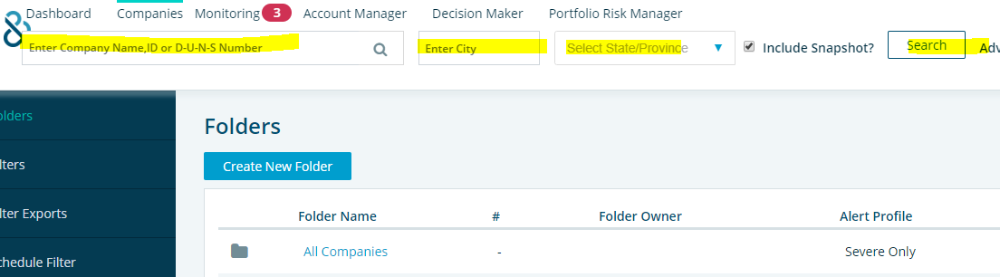 Dashboard Companies Monitoring 3 Account Manager Decision Maker Portfolio Risk Manager
Enter Company Name,ID or D-U-N-S Number Enter City Select State/Province Include Snapshot? Search Adv
olders
Folders
lters
Create New Folder
lter Exports
Folder Name # Folder Owner Alert Profile
All Companies - Severe Only
chedule Filter